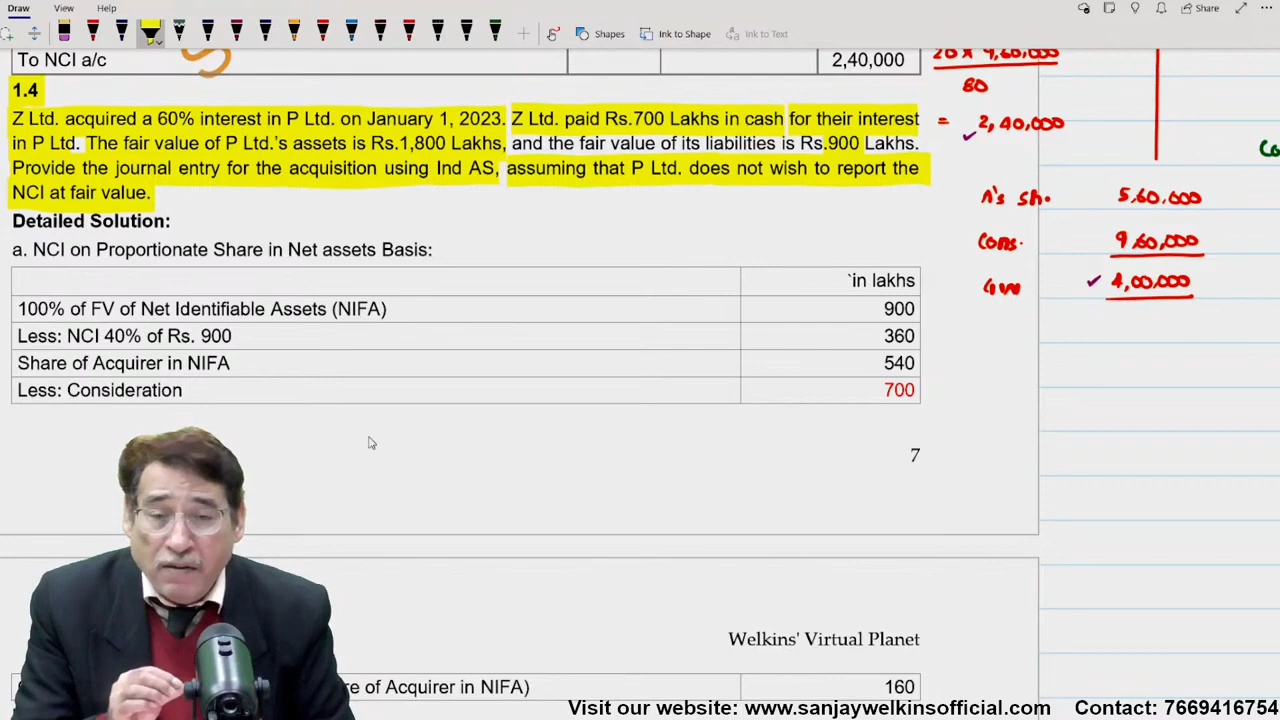 Draw View Help
Share
Shapes Ink to Shape Ink to Text
To NCI a/c 2,40,000
1.4
Z Ltd. acquired a 60% interest in P Ltd. on January 1, 2023. Z Ltd. paid Rs.700 Lakhs in cash for their interest
in P Ltd. The fair value of P Ltd.'s assets is Rs.1,800 Lakhs, and the fair value of its liabilities is Rs.900 Lakhs.
Provide the journal entry for the acquisition using Ind AS, assuming that P Ltd. does not wish to report the
NCI at fair value.
Detailed Solution:
a. NCI on Proportionate Share in Net assets Basis:
`in lakhs
100% of FV of Net Identifiable Assets (NIFA) 900
Less: NCI 40% of Rs. 900 360
Share of Acquirer in NIFA 540
Less: Consideration 700
7
Welkins' Virtual Planet
re of Acquirer in NIFA) 160
20 x 9,60,000
80
= 2,40,000
A's Sh. 5,60,000
Cons. 9,60,000
GW 4,00,000
Visit our website: www.sanjaywelkinsofficial.com Contact: 7669416754